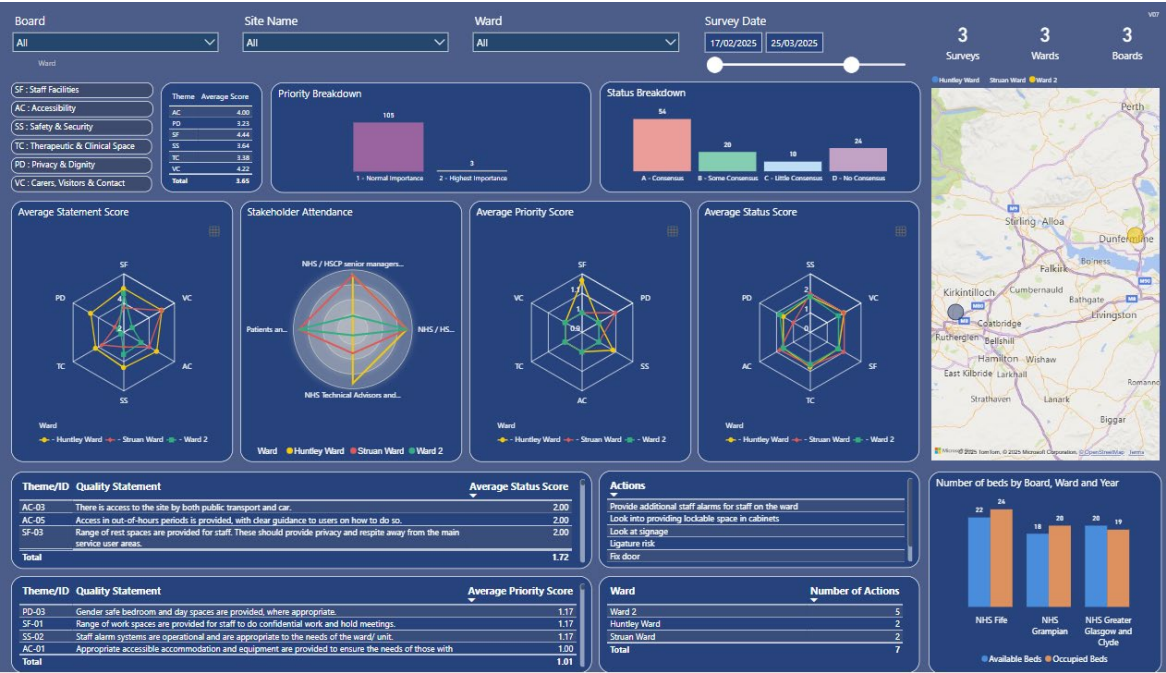 Board
Site Name
Ward
Survey Date
V07
All
All
All
17/02/2025 25/03/2025
Ward
3
Surveys
3
Wards
3
Boards
Huntley Ward Struan Ward Ward 2
SF : Staff Facilities
AC : Accessibility
SS : Safety & Security
TC : Therapeutic & Clinical Space
PD : Privacy & Dignity
VC : Carers, Visitors & Contact
Theme Average Score
AC 4.00
PD 3.23
SF 4.44
SS 3.64
TC 3.38
VC 4.22
Total 3.65
Priority Breakdown
105
3
1 - Normal Importance 2 - Highest Importance
Status Breakdown
54
20
10
24
A - Consensus B - Some Consensus C - Little Consensus D - No Consensus
Average Statement Score
SF
VC
AC
SS
TC
PD
4
2
Ward
- Huntley Ward - Struan Ward - Ward 2
Stakeholder Attendance
NHS / HSCP senior managers...
NHS / HS...
NHS Technical Advisors and...
Patients an...
Ward Huntley Ward Struan Ward Ward 2
Average Priority Score
SF
PD
SS
AC
TC
VC
1.1
1
0.9
Ward
- Huntley Ward - Struan Ward - Ward 2
Average Status Score
SS
VC
SF
TC
AC
PD
2
1
0
Ward
- Huntley Ward - Struan Ward - Ward 2
Perth
Stirling
Alloa
Dunfermline
Bo'ness
Falkirk
Kirkintilloch
Cumbernauld
Bathgate
Livingston
Coatbridge
Rutherglen
Bellshill
Hamilton
Wishaw
East Kilbride
Larkhall
Romanno
Strathaven
Lanark
Biggar
© 2025 TomTom, © 2025 Microsoft Corporation, © OpenStreetMap Terms
Theme/ID Quality Statement Average Status Score
AC-03 There is access to the site by both public transport and car. 2.00
AC-05 Access in out-of-hours periods is provided, with clear guidance to users on how to do so. 2.00
SF-03 Range of rest spaces are provided for staff. These should provide privacy and respite away from the main 2.00
service user areas.
Total 1.72
Actions
Provide additional staff alarms for staff on the ward
Look into providing lockable space in cabinets
Look at signage
Ligature risk
Fix door
Theme/ID Quality Statement Average Priority Score
PD-03 Gender safe bedroom and day spaces are provided, where appropriate. 1.17
SF-01 Range of work spaces are provided for staff to do confidential work and hold meetings. 1.17
SS-02 Staff alarm systems are operational and are appropriate to the needs of the ward/ unit. 1.17
AC-01 Appropriate accessible accommodation and equipment are provided to ensure the needs of those with 1.00
Total 1.01
Ward Number of Actions
Ward 2 5
Huntley Ward 2
Struan Ward 2
Total 7
Number of beds by Board, Ward and Year
22
24
18
20
20
19
NHS Fife
NHS Grampian
NHS Greater Glasgow and Clyde
Available Beds Occupied Beds